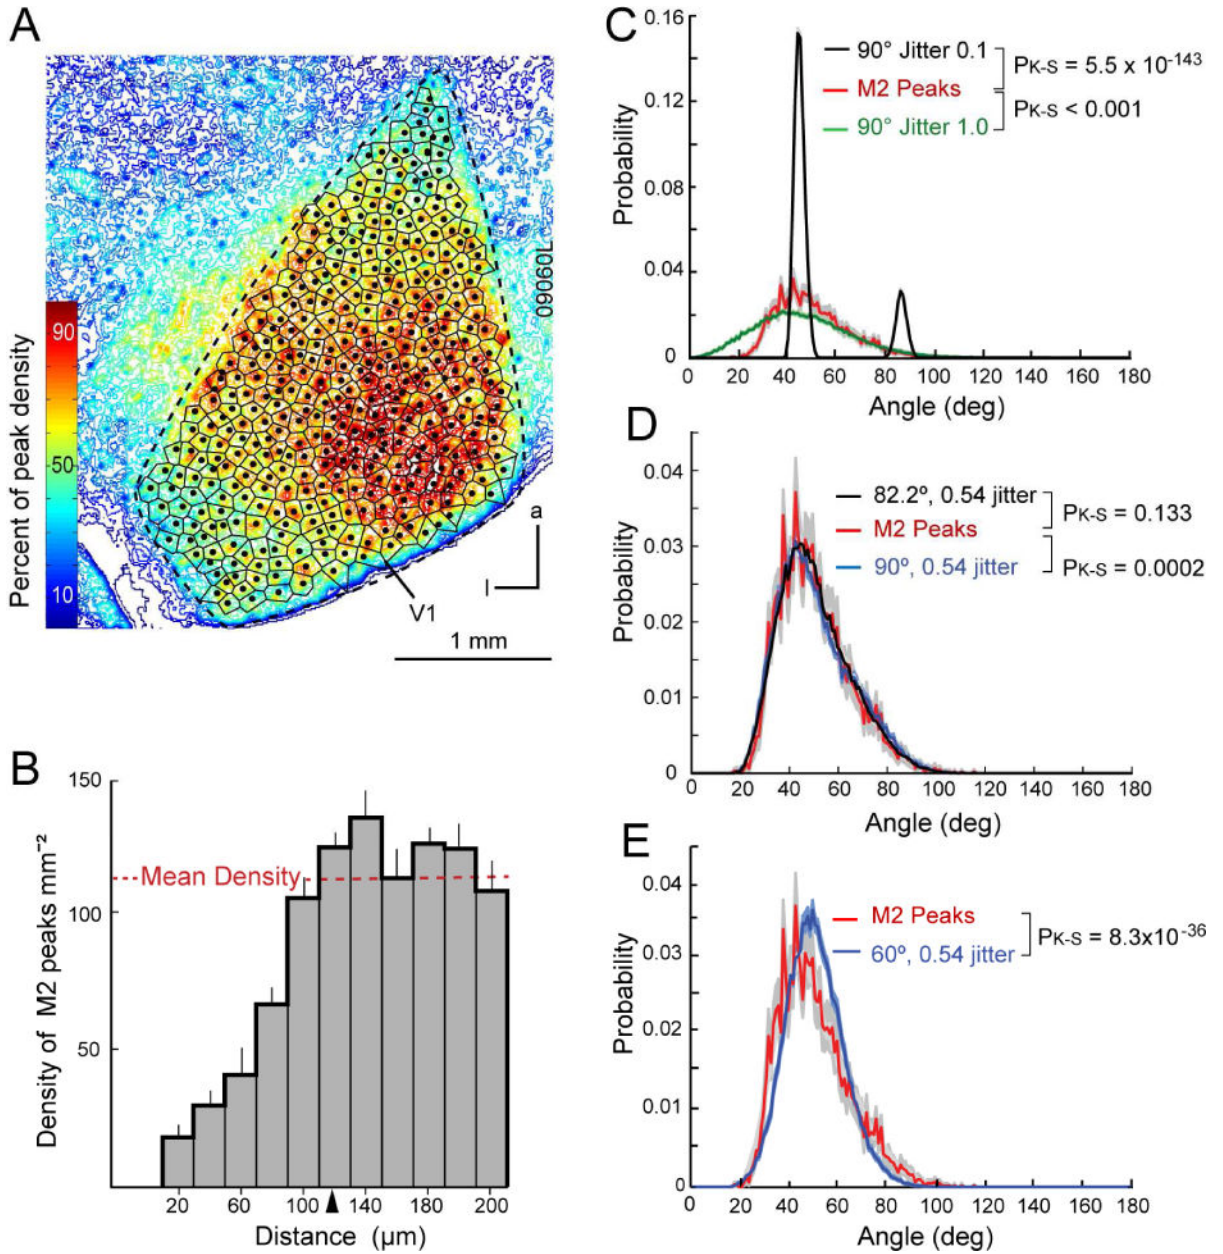 A
Percent of peak density
90
50
10
09060L
a
l
V1
1 mm
B
Density of M2 peaks mm⁻²
150
100
50
Mean Density
20 60 100 140 180 200
Distance (µm)
C
Probability
0.16
0.12
0.08
0.04
0
90° Jitter 0.1
M2 Peaks
90° Jitter 1.0
PK-S = 5.5 x 10⁻¹⁴³
PK-S < 0.001
0 20 40 60 80 100 120 140 160 180
Angle (deg)
D
Probability
0.04
0.03
0.02
0.01
0
82.2º, 0.54 jitter
M2 Peaks
90º, 0.54 jitter
PK-S = 0.133
PK-S = 0.0002
0 20 40 60 80 100 120 140 160 180
Angle (deg)
E
Probability
0.04
0.03
0.02
0.01
0
M2 Peaks
60º, 0.54 jitter
PK-S = 8.3x10⁻³⁶
0 20 40 60 80 100 120 140 160 180
Angle (deg)